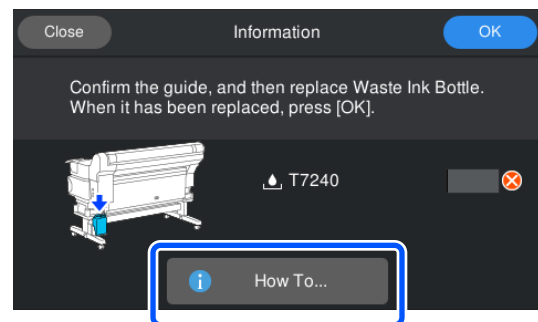 Close Information OK
Confirm the guide, and then replace Waste Ink Bottle.
When it has been replaced, press [OK].
T7240
How To...